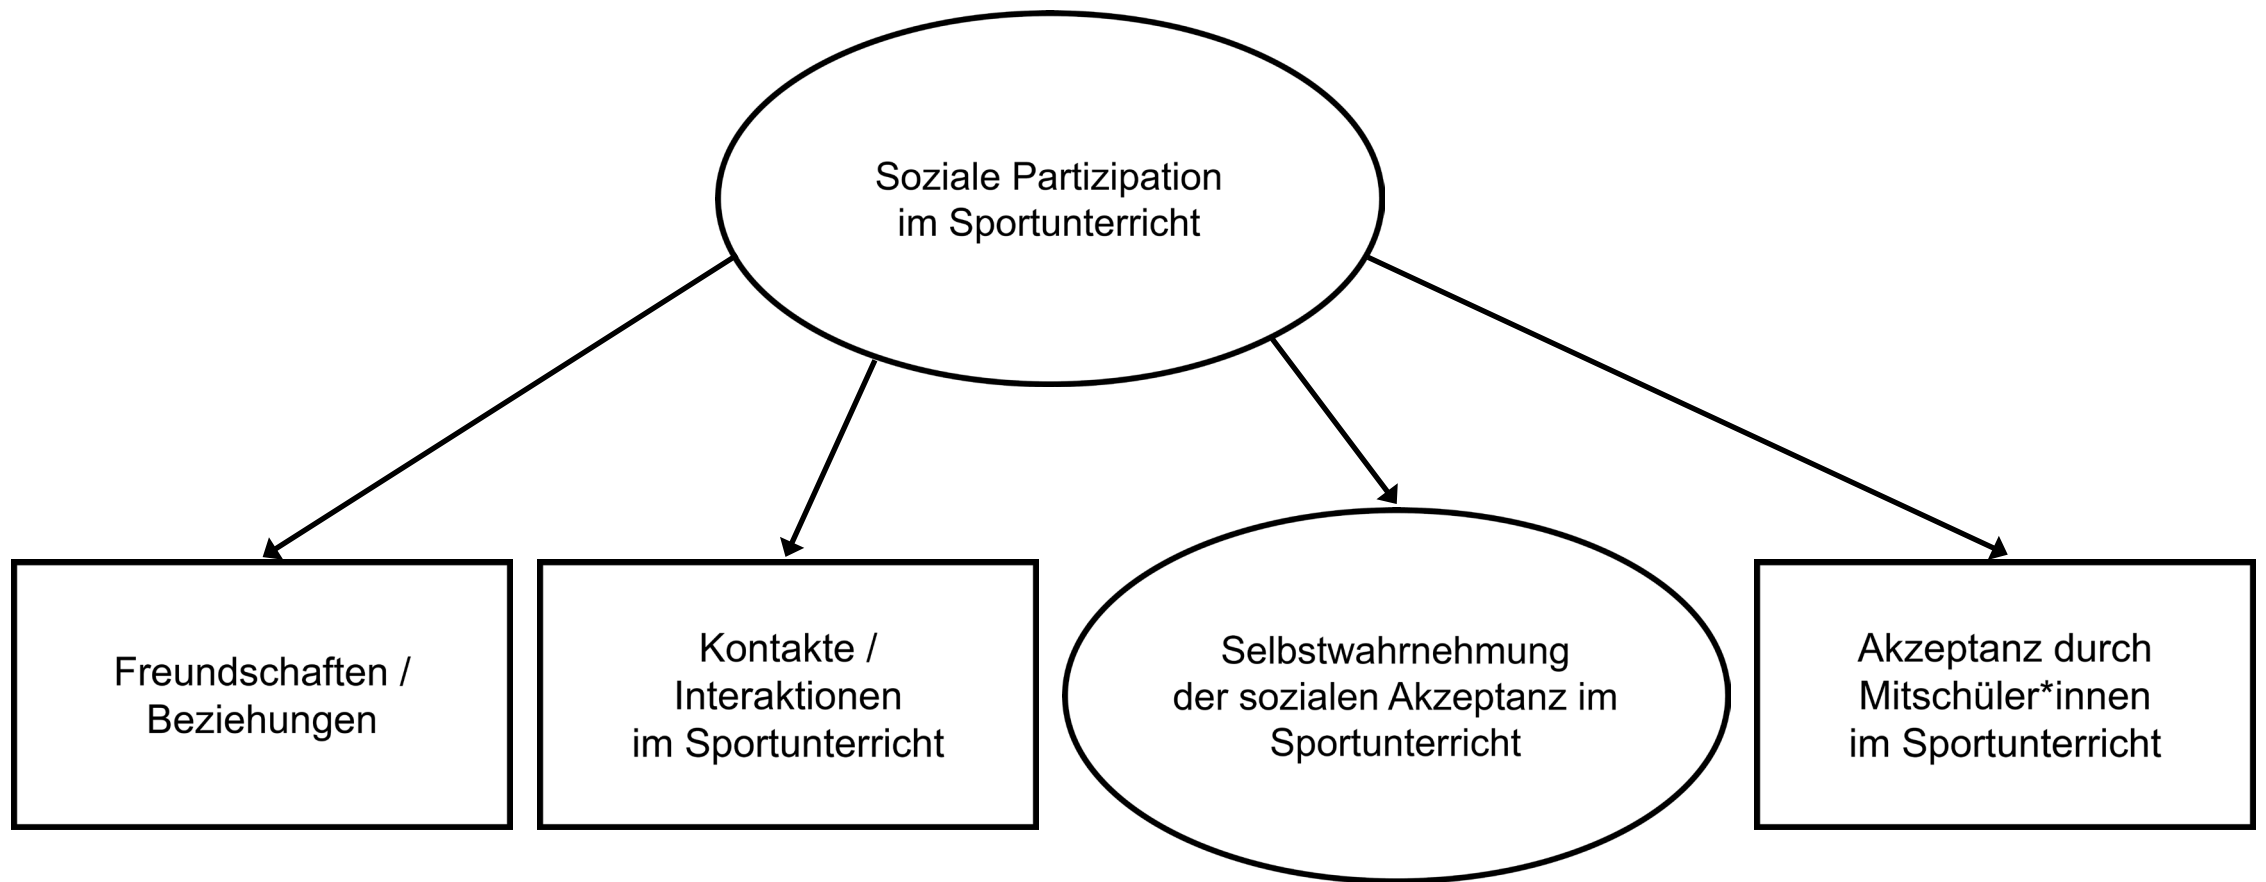 Soziale Partizipation
im Sportunterricht
Freundschaften /
Beziehungen
Kontakte /
Interaktionen
im Sportunterricht
Selbstwahrnehmung
der sozialen Akzeptanz im
Sportunterricht
Akzeptanz durch
Mitschüler*innen
im Sportunterricht